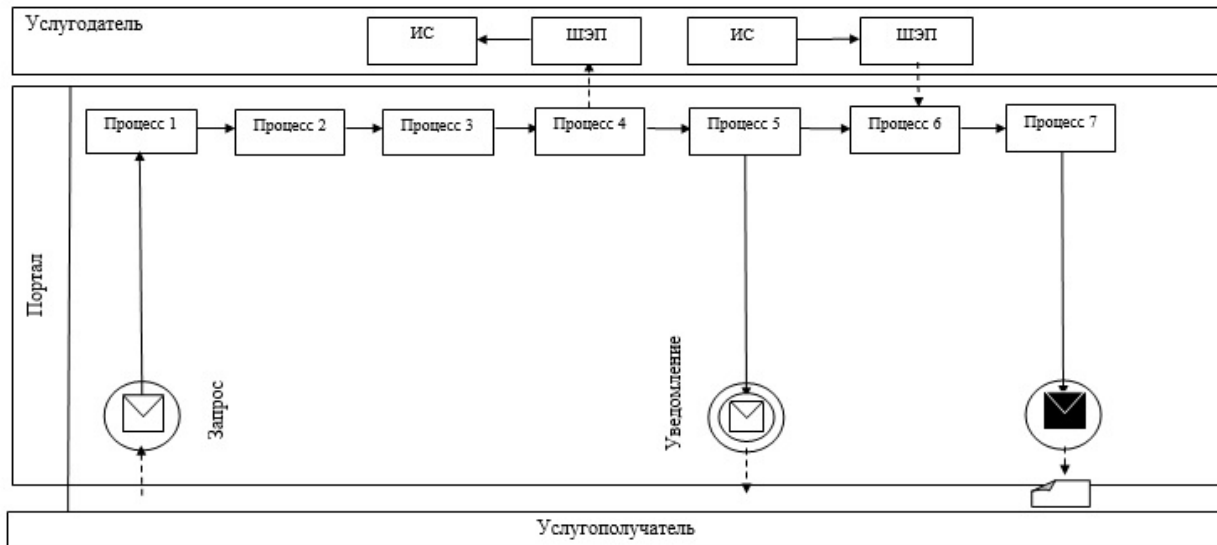 Услугодатель
ИС
ШЭП
ИС
ШЭП
Процесс 1
Процесс 2
Процесс 3
Процесс 4
Процесс 5
Процесс 6
Процесс 7
Портал
Запрос
Уведомление
Услугополучатель